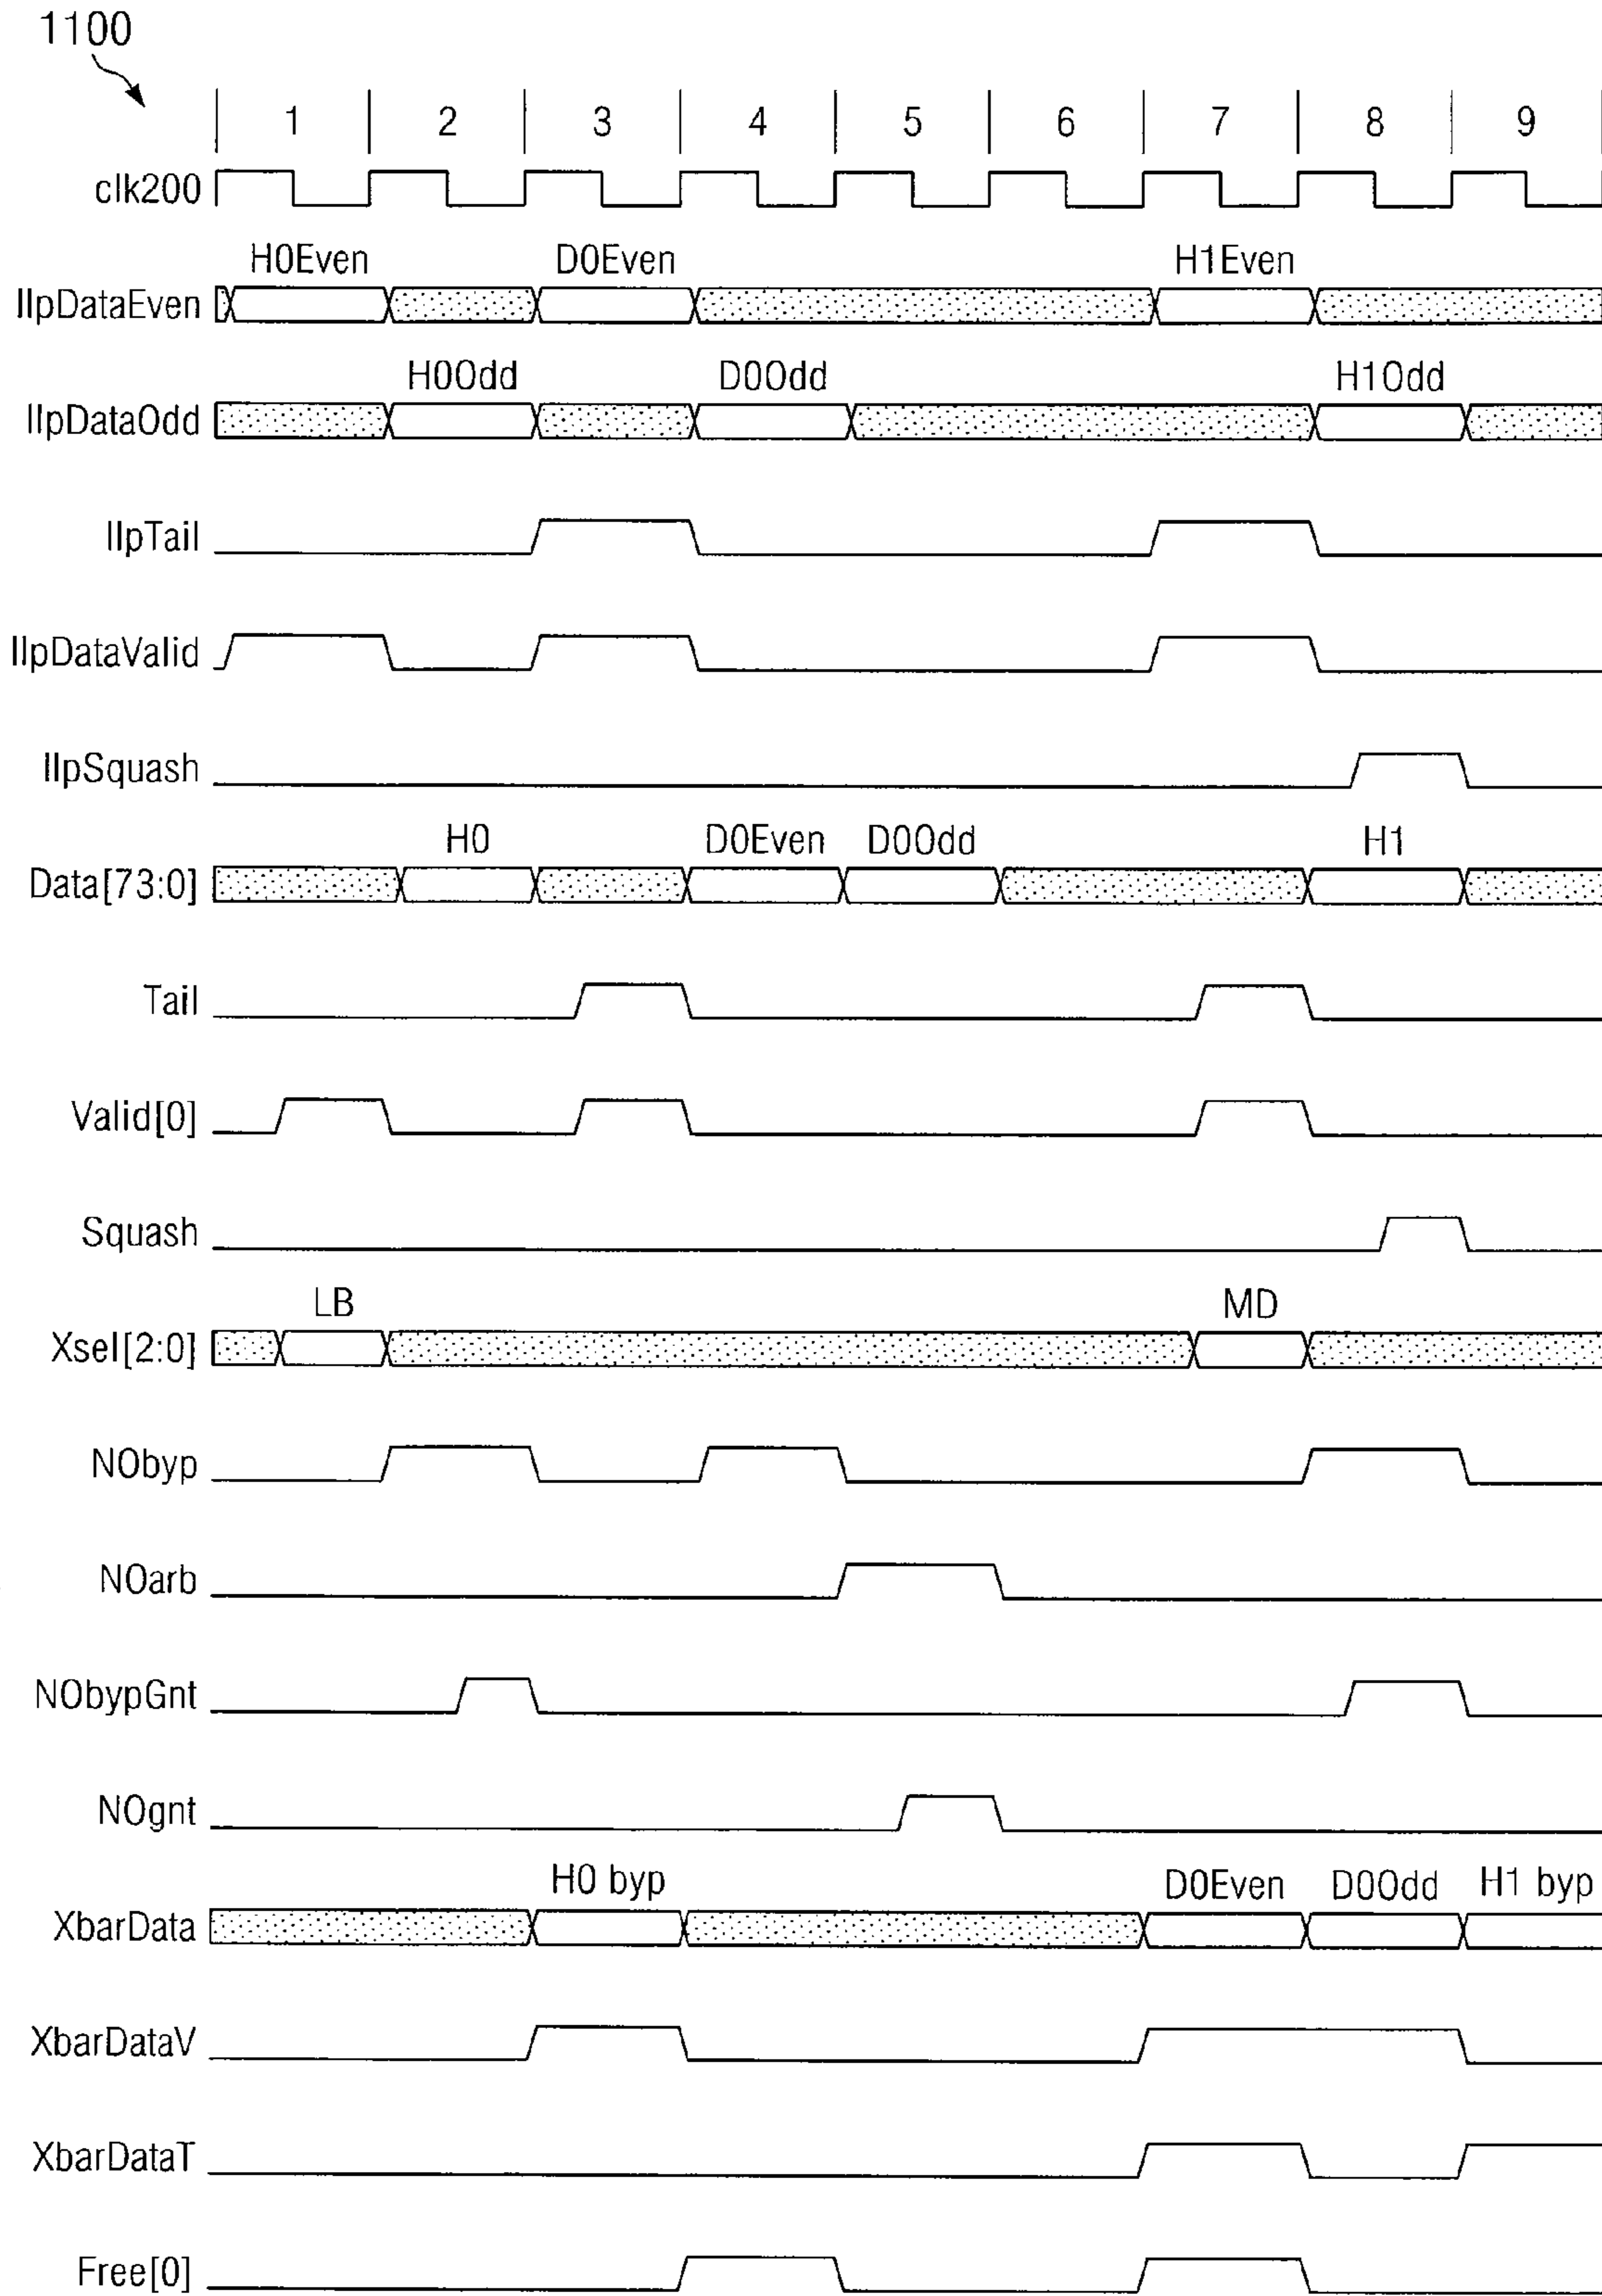 1100
1 2 3 4 5 6 7 8 9
clk200
H0Even D0Even H1Even
IlpDataEven
H0Odd D0Odd H1Odd
IlpDataOdd
IlpTail
IlpDataValid
IlpSquash
H0 D0Even D0Odd H1
Data[73:0]
Tail
Valid[0]
Squash
LB MD
Xsel[2:0]
NObyp
NOarb
NObypGnt
NOgnt
H0 byp D0Even D0Odd H1 byp
XbarData
XbarDataV
XbarDataT
Free[0]